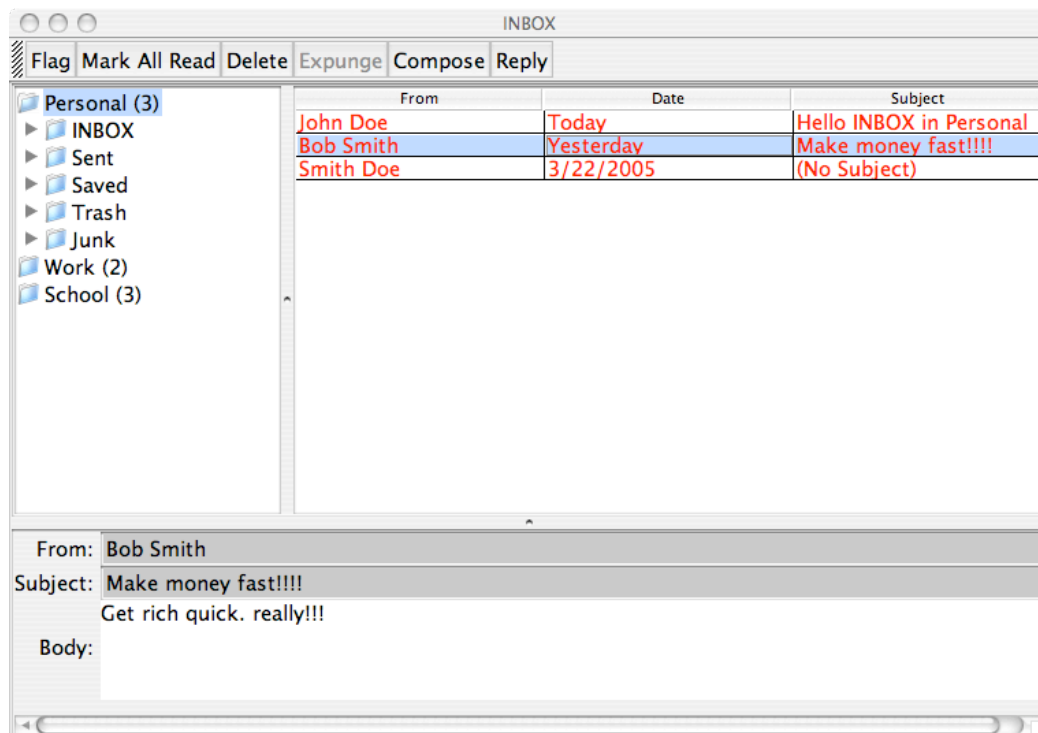 INBOX
Flag Mark All Read Delete Expunge Compose Reply
Personal (3)
INBOX
Sent
Saved
Trash
Junk
Work (2)
School (3)
From Date Subject
John Doe Today Hello INBOX in Personal
Bob Smith Yesterday Make money fast!!!!
Smith Doe 3/22/2005 (No Subject)
From: Bob Smith
Subject: Make money fast!!!!
Get rich quick. really!!!
Body: